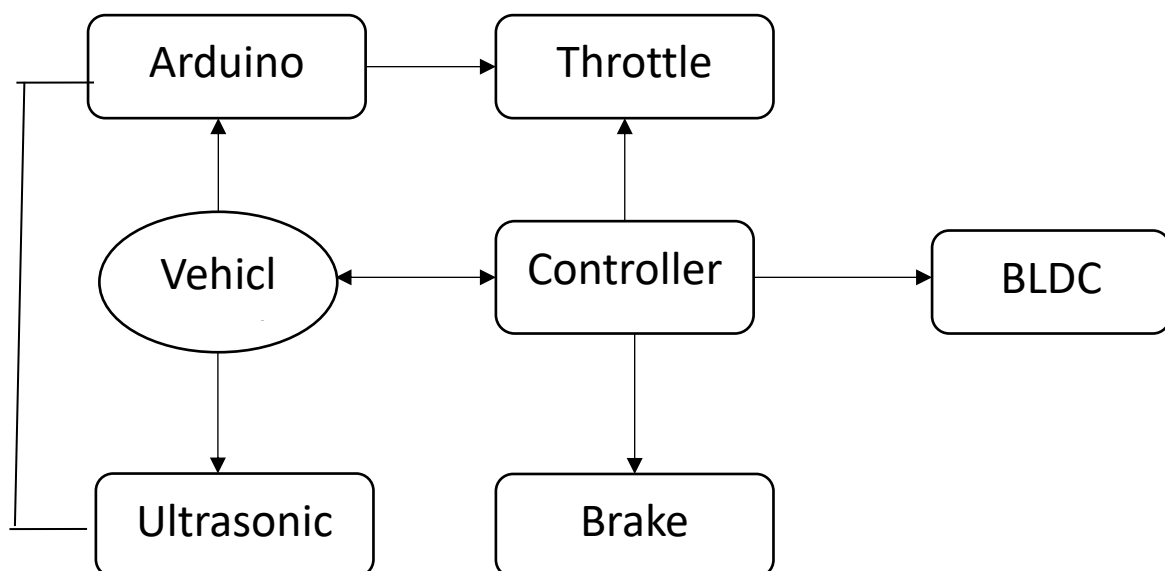 Arduino
Throttle
Vehicl
Controller
BLDC
Ultrasonic
Brake